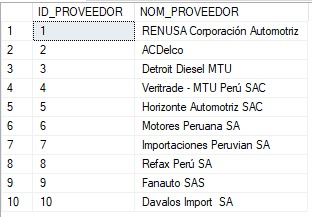 ID_PROVEEDOR NOM_PROVEEDOR
1 1 RENUSA Corporación Automotriz
2 2 ACDelco
3 3 Detroit Diesel MTU
4 4 Veritrade - MTU Perú SAC
5 5 Horizonte Automotriz SAC
6 6 Motores Peruana SA
7 7 Importaciones Peruvian SA
8 8 Refax Perú SA
9 9 Fanauto SAS
10 10 Davalos Import  SA